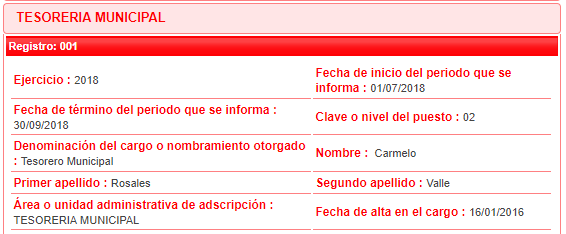 TESORERIA MUNICIPAL
Registro: 001
Ejercicio : 2018
Fecha de inicio del periodo que se
informa : 01/07/2018
Fecha de término del periodo que se informa :
30/09/2018
Clave o nivel del puesto : 02
Denominación del cargo o nombramiento otorgado
: Tesorero Municipal
Nombre : Carmelo
Primer apellido : Rosales
Segundo apellido : Valle
Área o unidad administrativa de adscripción :
TESORERIA MUNICIPAL
Fecha de alta en el cargo : 16/01/2016